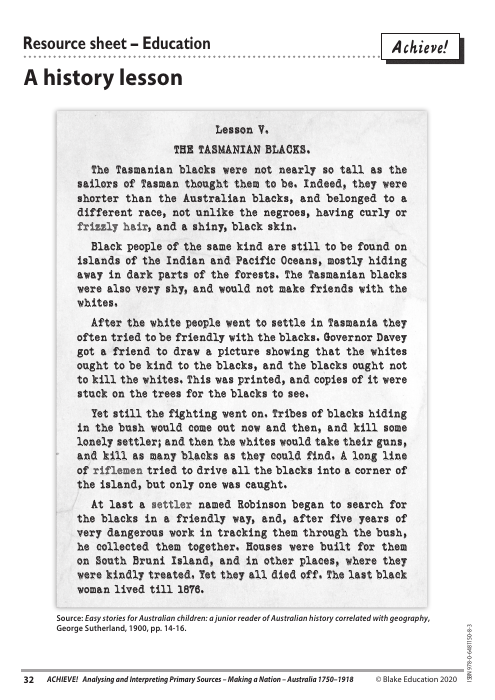 Resource sheet – Education
Achieve!
A history lesson
Lesson V.
THE TASMANIAN BLACKS.
The Tasmanian blacks were not nearly so tall as the
sailors of Tasman thought them to be. Indeed, they were
shorter than the Australian blacks, and belonged to a
different race, not unlike the negroes, having curly or
frizzly hair, and a shiny, black skin.
Black people of the same kind are still to be found on
islands of the Indian and Pacific Oceans, mostly hiding
away in dark parts of the forests. The Tasmanian blacks
were also very shy, and would not make friends with the
whites.
After the white people went to settle in Tasmania they
often tried to be friendly with the blacks. Governor Davey
got a friend to draw a picture showing that the whites
ought to be kind to the blacks, and the blacks ought not
to kill the whites. This was printed, and copies of it were
stuck on the trees for the blacks to see.
Yet still the fighting went on. Tribes of blacks hiding
in the bush would come out now and then, and kill some
lonely settler; and then the whites would take their guns,
and kill as many blacks as they could find. A long line
of riflemen tried to drive all the blacks into a corner of
the island, but only one was caught.
At last a settler named Robinson began to search for
the blacks in a friendly way, and, after five years of
very dangerous work in tracking them through the bush,
he collected them together. Houses were built for them
on South Bruni Island, and in other places, where they
were kindly treated. Yet they all died off. The last black
woman lived till 1876.
Source: Easy stories for Australian children: a junior reader of Australian history correlated with geography,
George Sutherland, 1900, pp. 14-16.
32 ACHIEVE! Analysing and Interpreting Primary Sources – Making a Nation – Australia 1750–1918 © Blake Education 2020
ISBN 978-0-6487150-8-3